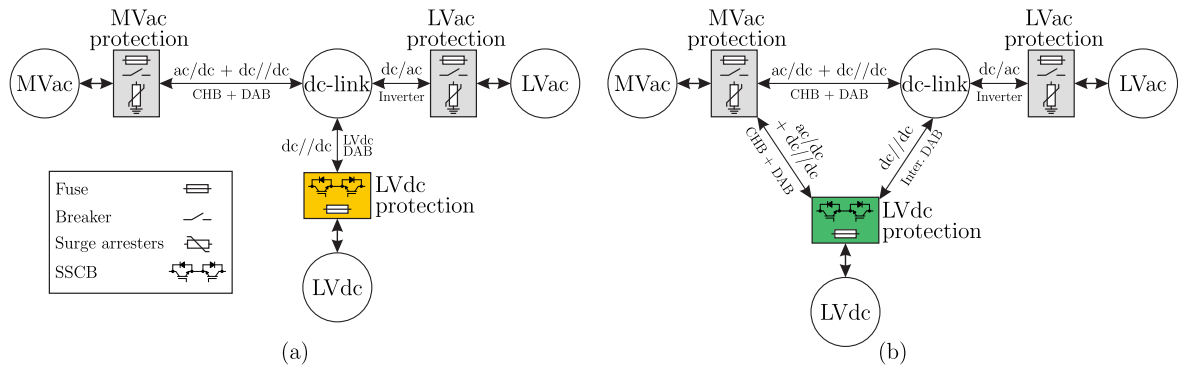 MVac
protection
LVac
protection
MVac
ac/dc + dc//dc
CHB + DAB
dc-link
dc/ac
Inverter
LVac
dc//dc
LVdc
DAB
LVdc
protection
LVdc
Fuse
Breaker
Surge arresters
SSCB
(a)
MVac
protection
LVac
protection
MVac
ac/dc + dc//dc
CHB + DAB
dc-link
dc/ac
Inverter
LVac
ac/dc
+ dc//dc
CHB + DAB
dc//dc
Inter. DAB
LVdc
protection
LVdc
(b)